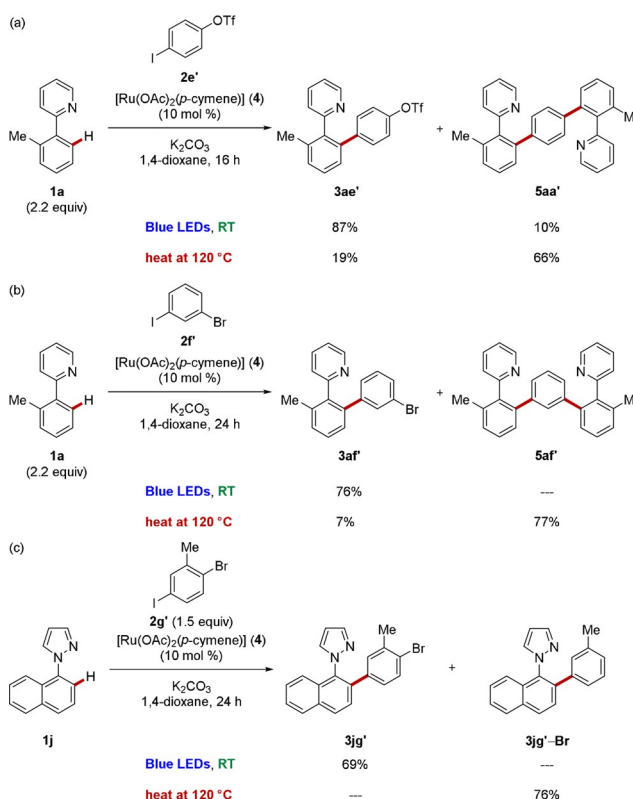 (a)
OTf
I
2e'
[Ru(OAc)2(p-cymene)] (4)
(10 mol %)
K2CO3
1,4-dioxane, 16 h
N
Me
H
1a
(2.2 equiv)
N
OTf
Me
3ae'
+
N
Me
Me
N
5aa'
Blue LEDs, RT 87% 10%
heat at 120 °C 19% 66%
(b)
I
Br
2f'
[Ru(OAc)2(p-cymene)] (4)
(10 mol %)
K2CO3
1,4-dioxane, 24 h
N
Me
H
1a
(2.2 equiv)
N
Me
Br
3af'
+
N
N
Me
Me
5af'
Blue LEDs, RT 76% ---
heat at 120 °C 7% 77%
(c)
Me
Br
I
2g' (1.5 equiv)
[Ru(OAc)2(p-cymene)] (4)
(10 mol %)
K2CO3
1,4-dioxane, 24 h
N
N
H
1j
N
N
Me
Br
3jg'
+
N
N
Me
3jg'–Br
Blue LEDs, RT 69% ---
heat at 120 °C --- 76%